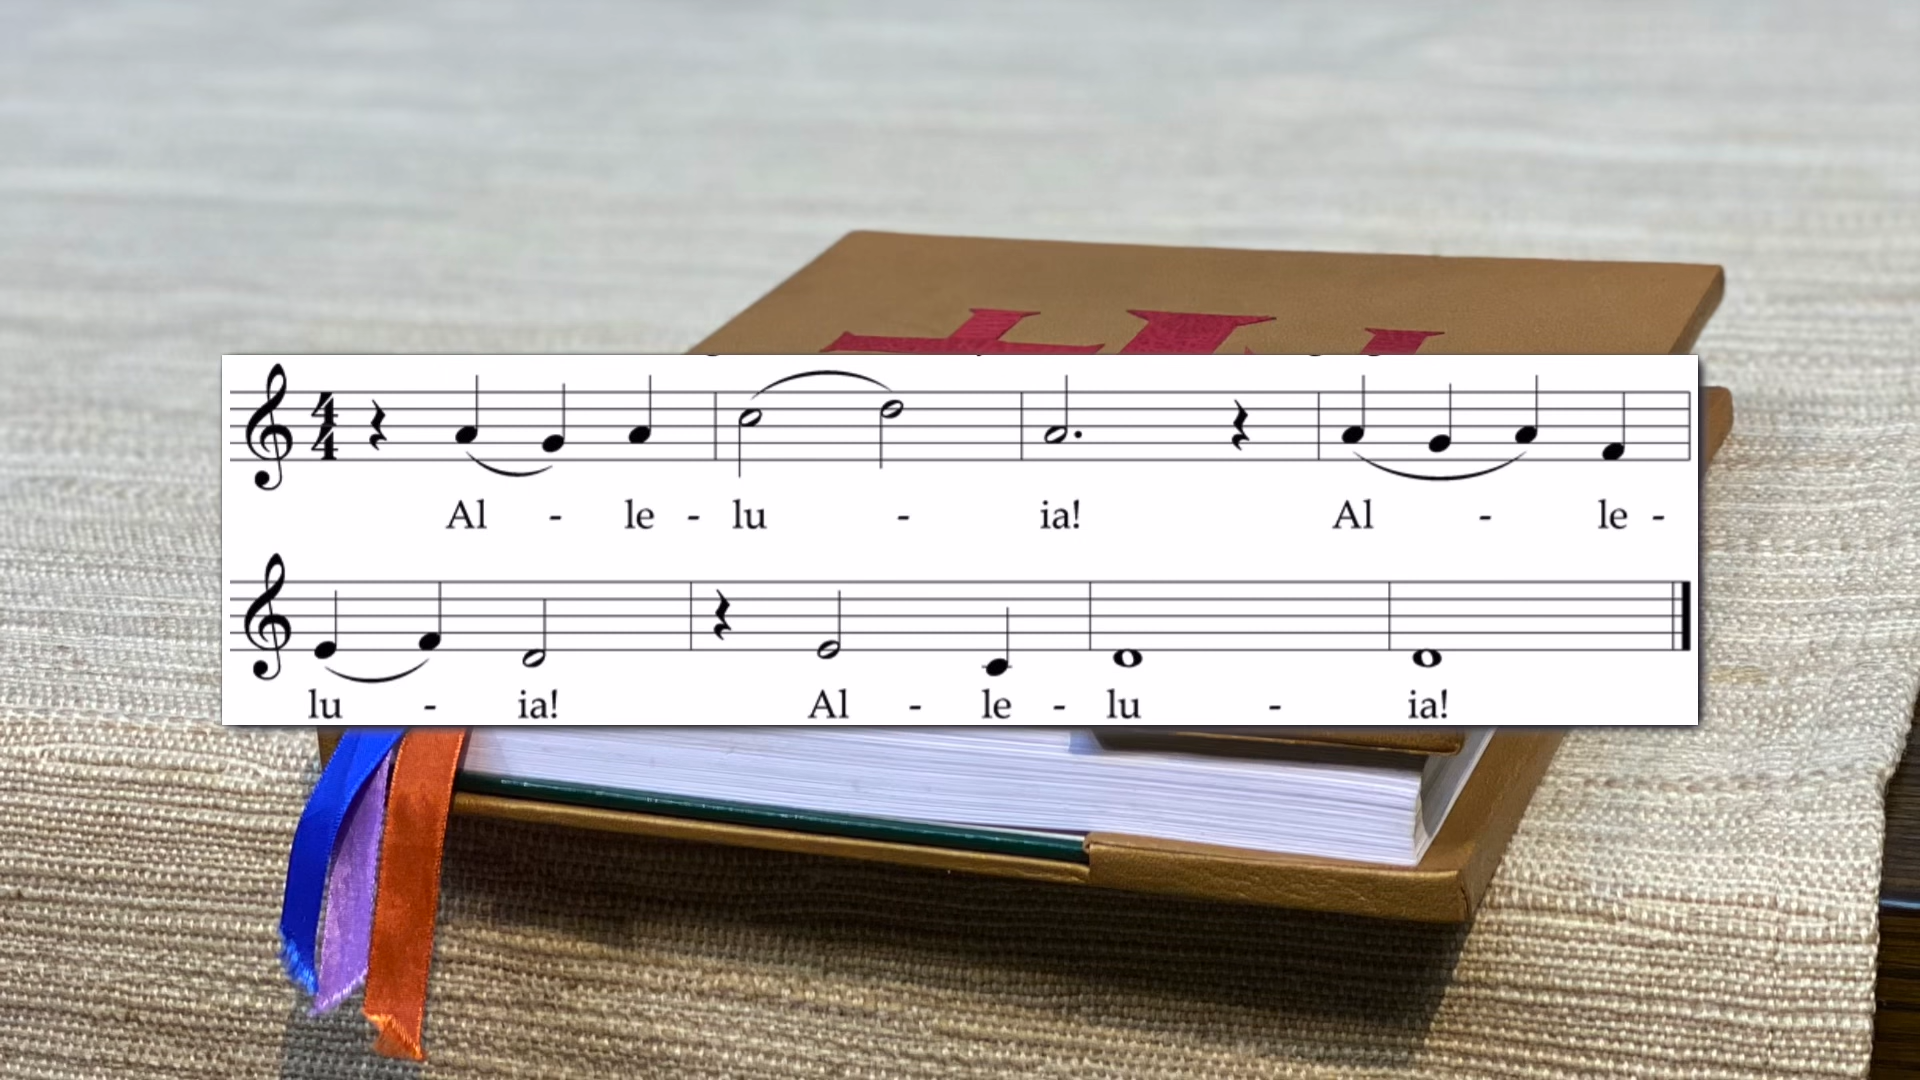 Al - le - lu - ia! Al - le -
lu - ia! Al - le - lu - ia!